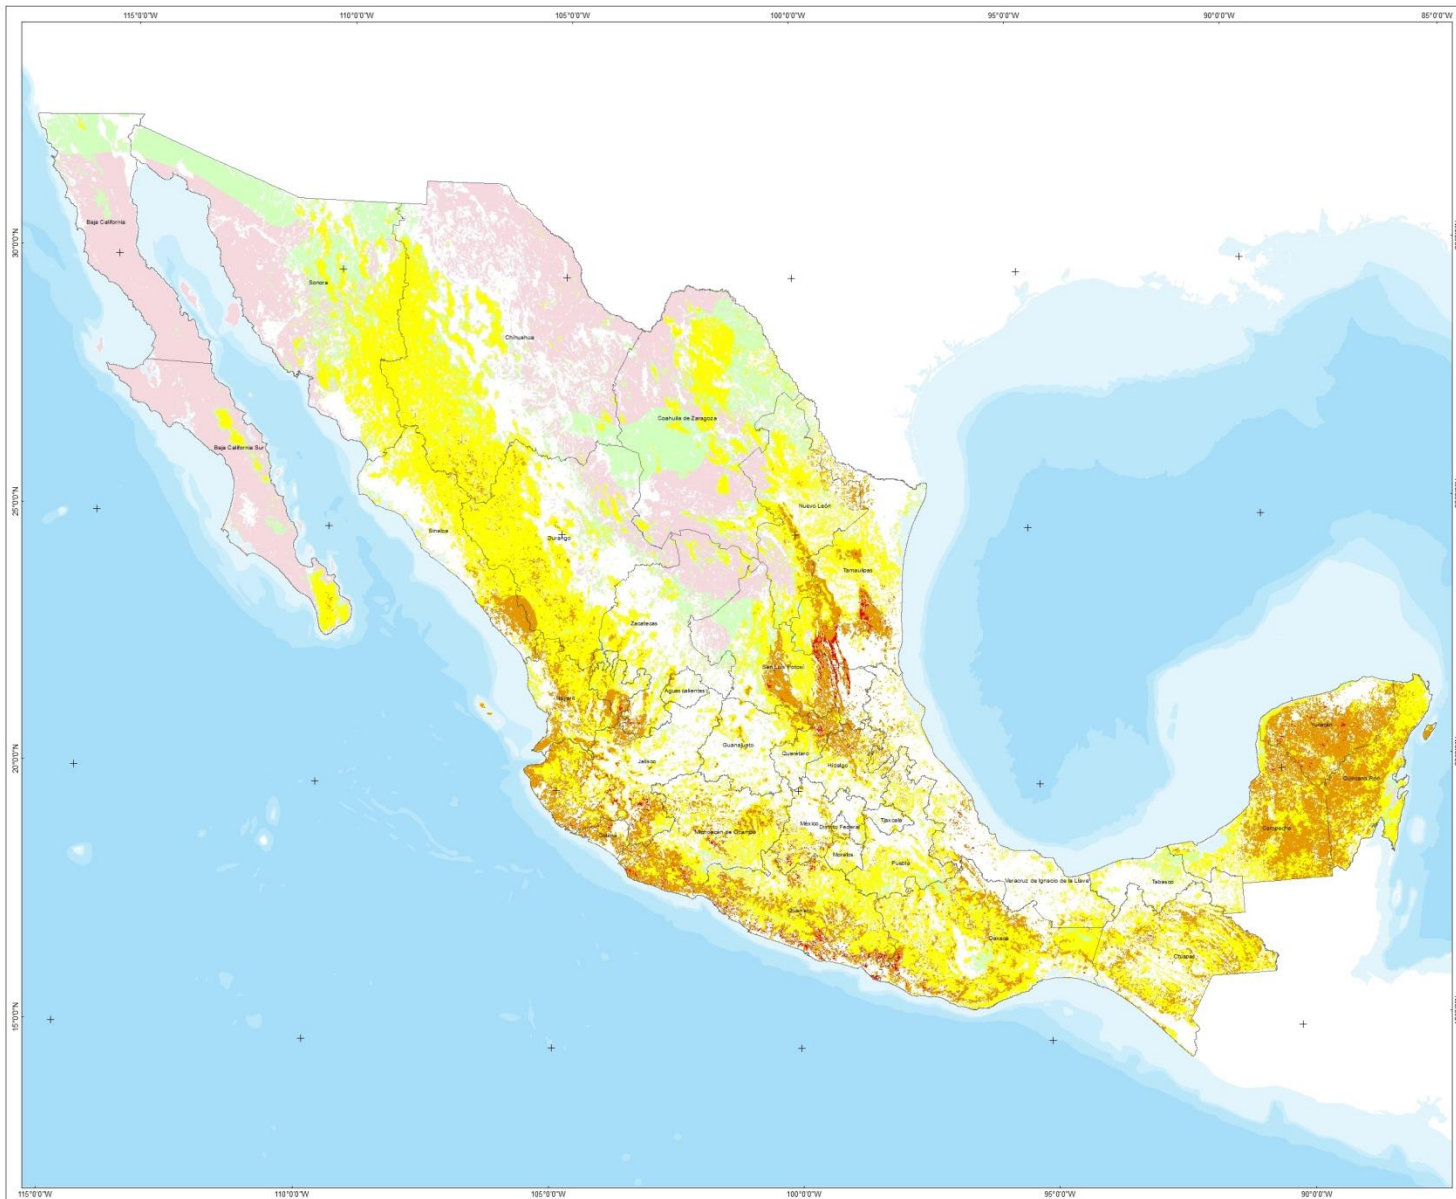 115°0'0"W 110°0'0"W 105°0'0"W 100°0'0"W 95°0'0"W 90°0'0"W 85°0'0"W
Baja California
30°0'0"N
Sonora
Chihuahua
Coahuila de Zaragoza
Baja California Sur
25°0'0"N
Nuevo León
Sinaloa
Durango
Tamaulipas
Zacatecas
San Luis Potosí
Aguascalientes
Nayarit
Yucatán
Guanajuato
Querétaro
20°0'0"N
Jalisco
Hidalgo
Quintana Roo
México
Tlaxcala
Distrito Federal
Colima
Michoacán de Ocampo
Campeche
Morelos
Puebla
Veracruz de Ignacio de la Llave
Tabasco
Guerrero
Oaxaca
Chiapas
15°0'0"N
115°0'0"W 110°0'0"W 105°0'0"W 100°0'0"W 95°0'0"W 90°0'0"W